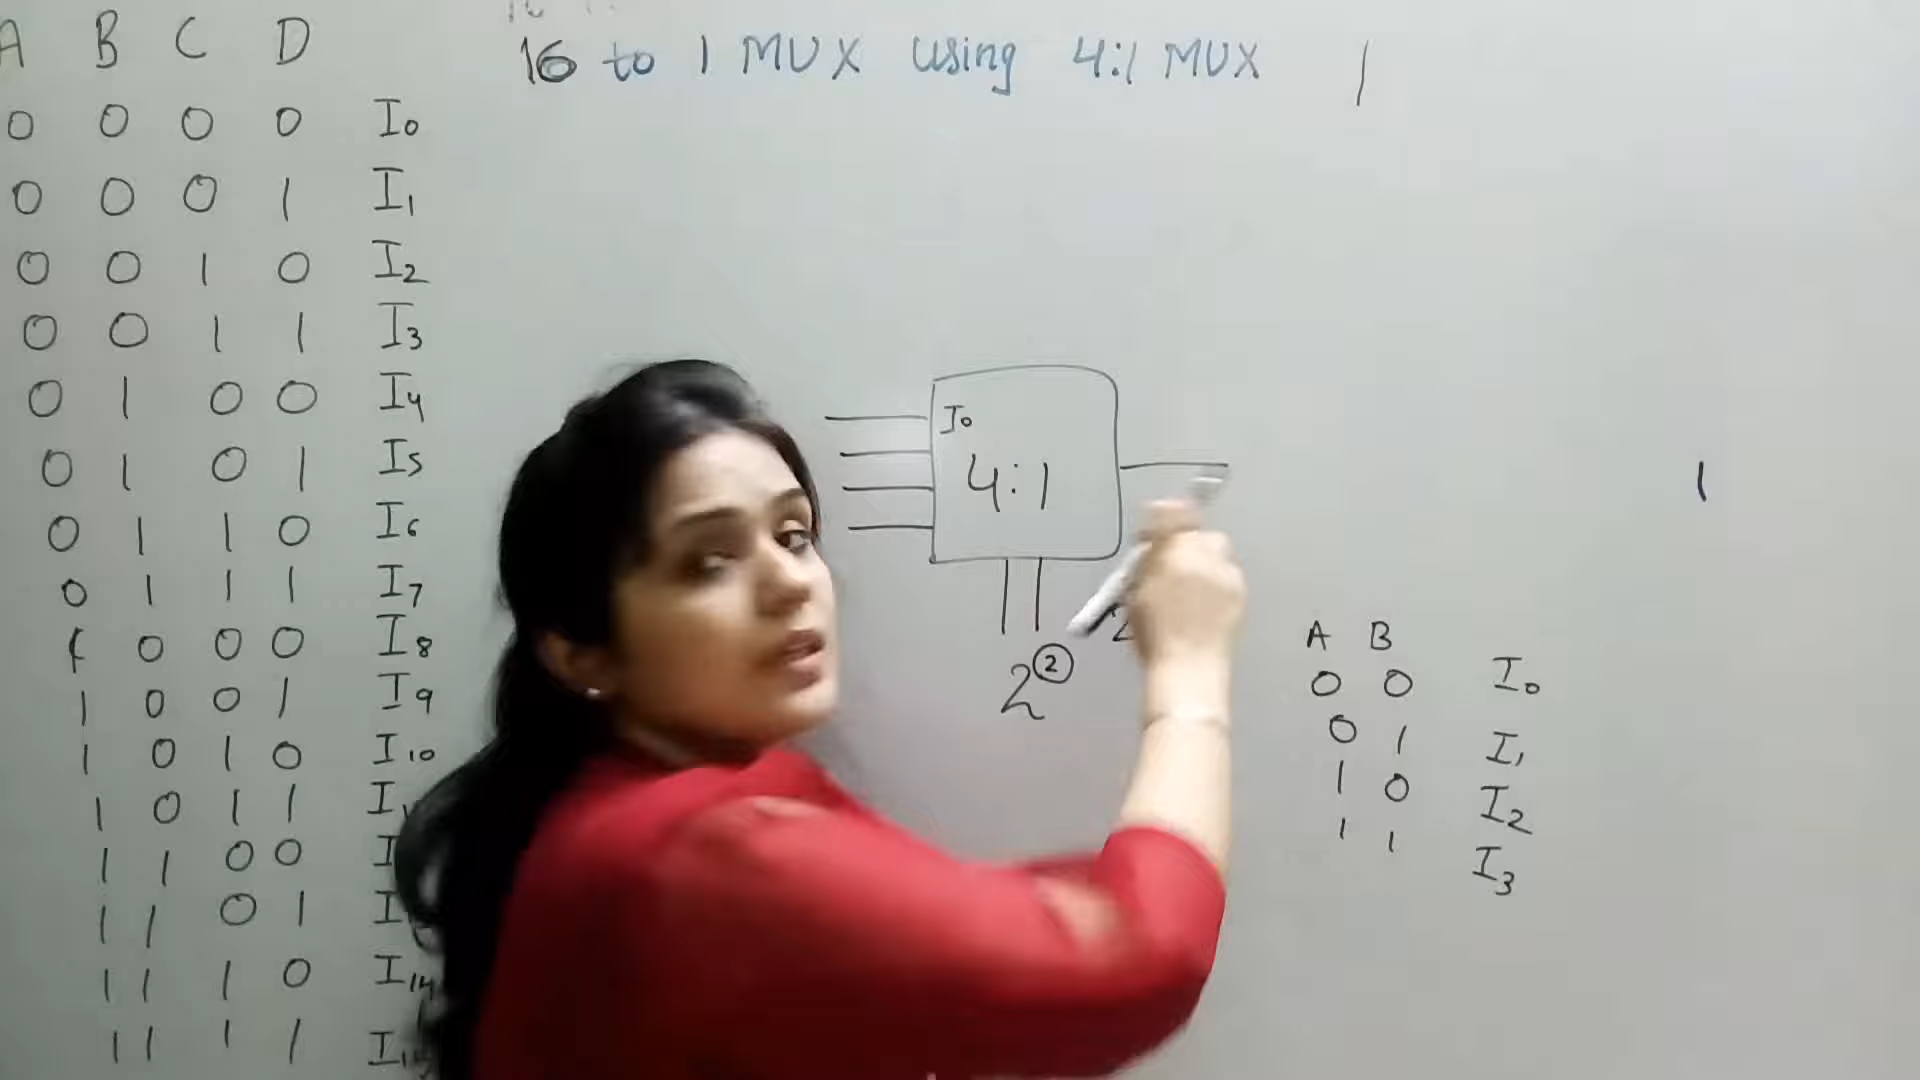 16 to 1 MUX using 4:1 MUX
A B C D
0 0 0 0 I0
0 0 0 1 I1
0 0 1 0 I2
0 0 1 1 I3
0 1 0 0 I4
0 1 0 1 I5
0 1 1 0 I6
0 1 1 1 I7
1 0 0 0 I8
1 0 0 1 I9
1 0 1 0 I10
1 0 1 1 I1
1 1 0 0 I
1 1 0 1 I
1 1 1 0 I14
1 1 1 1 I1
I0
4:1
2②
2
A B
0 0 I0
0 1 I1
1 0 I2
1 1 I3